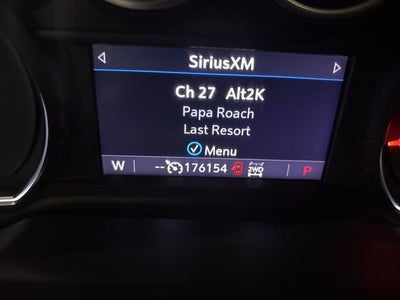 SiriusXM
Ch 27 Alt2K
Papa Roach
Last Resort
Menu
W -- 176154 2WD P